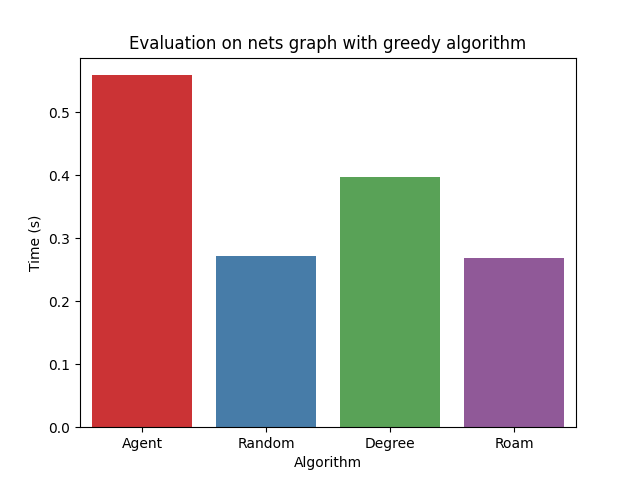 Evaluation on nets graph with greedy algorithm
Time (s)
0.5
0.4
0.3
0.2
0.1
0.0
Agent Random Degree Roam
Algorithm